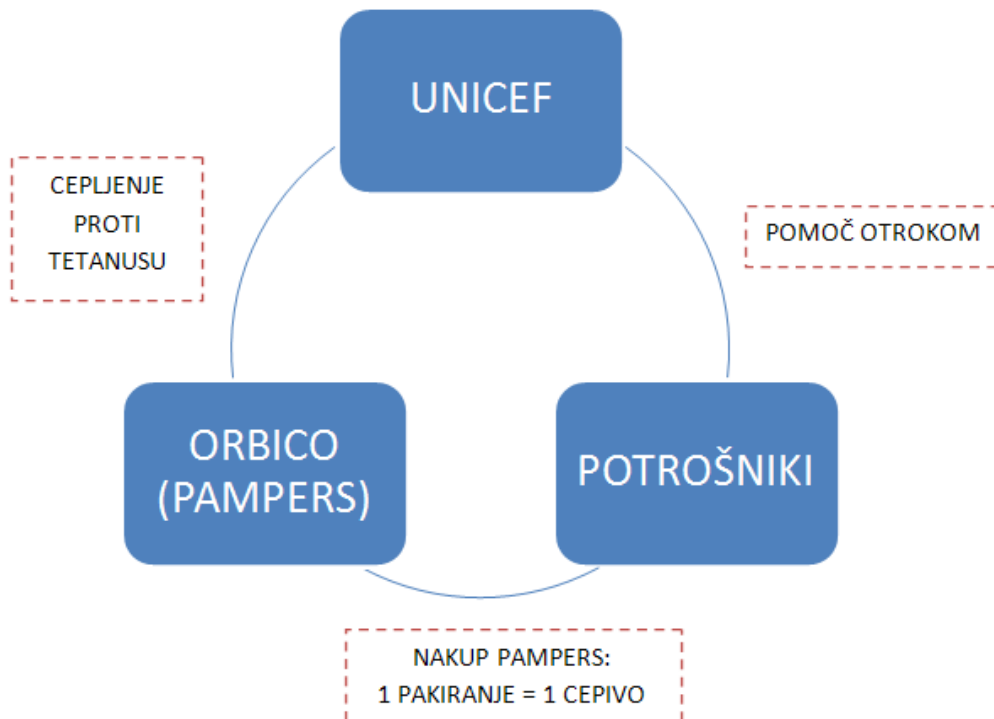 UNICEF
CEPLJENJE
PROTI
TETANUSU
POMOČ OTROKOM
ORBICO
(PAMPERS)
POTROŠNIKI
NAKUP PAMPERS:
1 PAKIRANJE = 1 CEPIVO